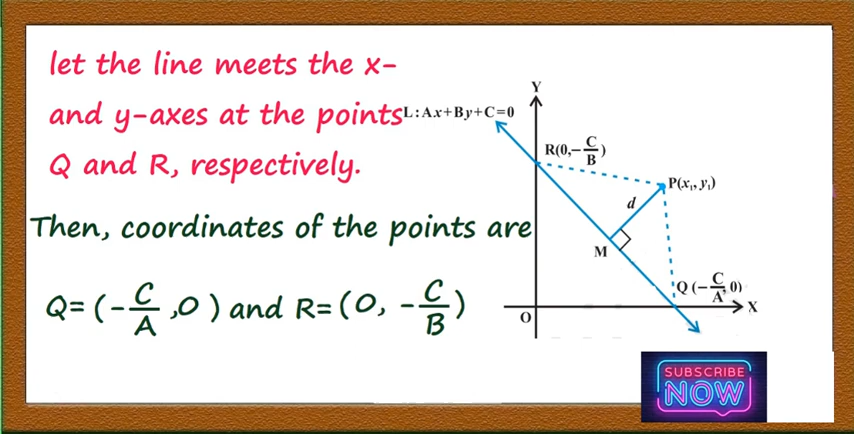 let the line meets the x-
and y-axes at the points
Q and R, respectively.
Then, coordinates of the points are
Q= (-C/A ,0 ) and R= (0, -C/B)
Y
L:Ax+By+C=0
R(0,-C/B)
P(x₁, y₁)
d
M
Q (-C/A, 0)
O
X
SUBSCRIBE
NOW